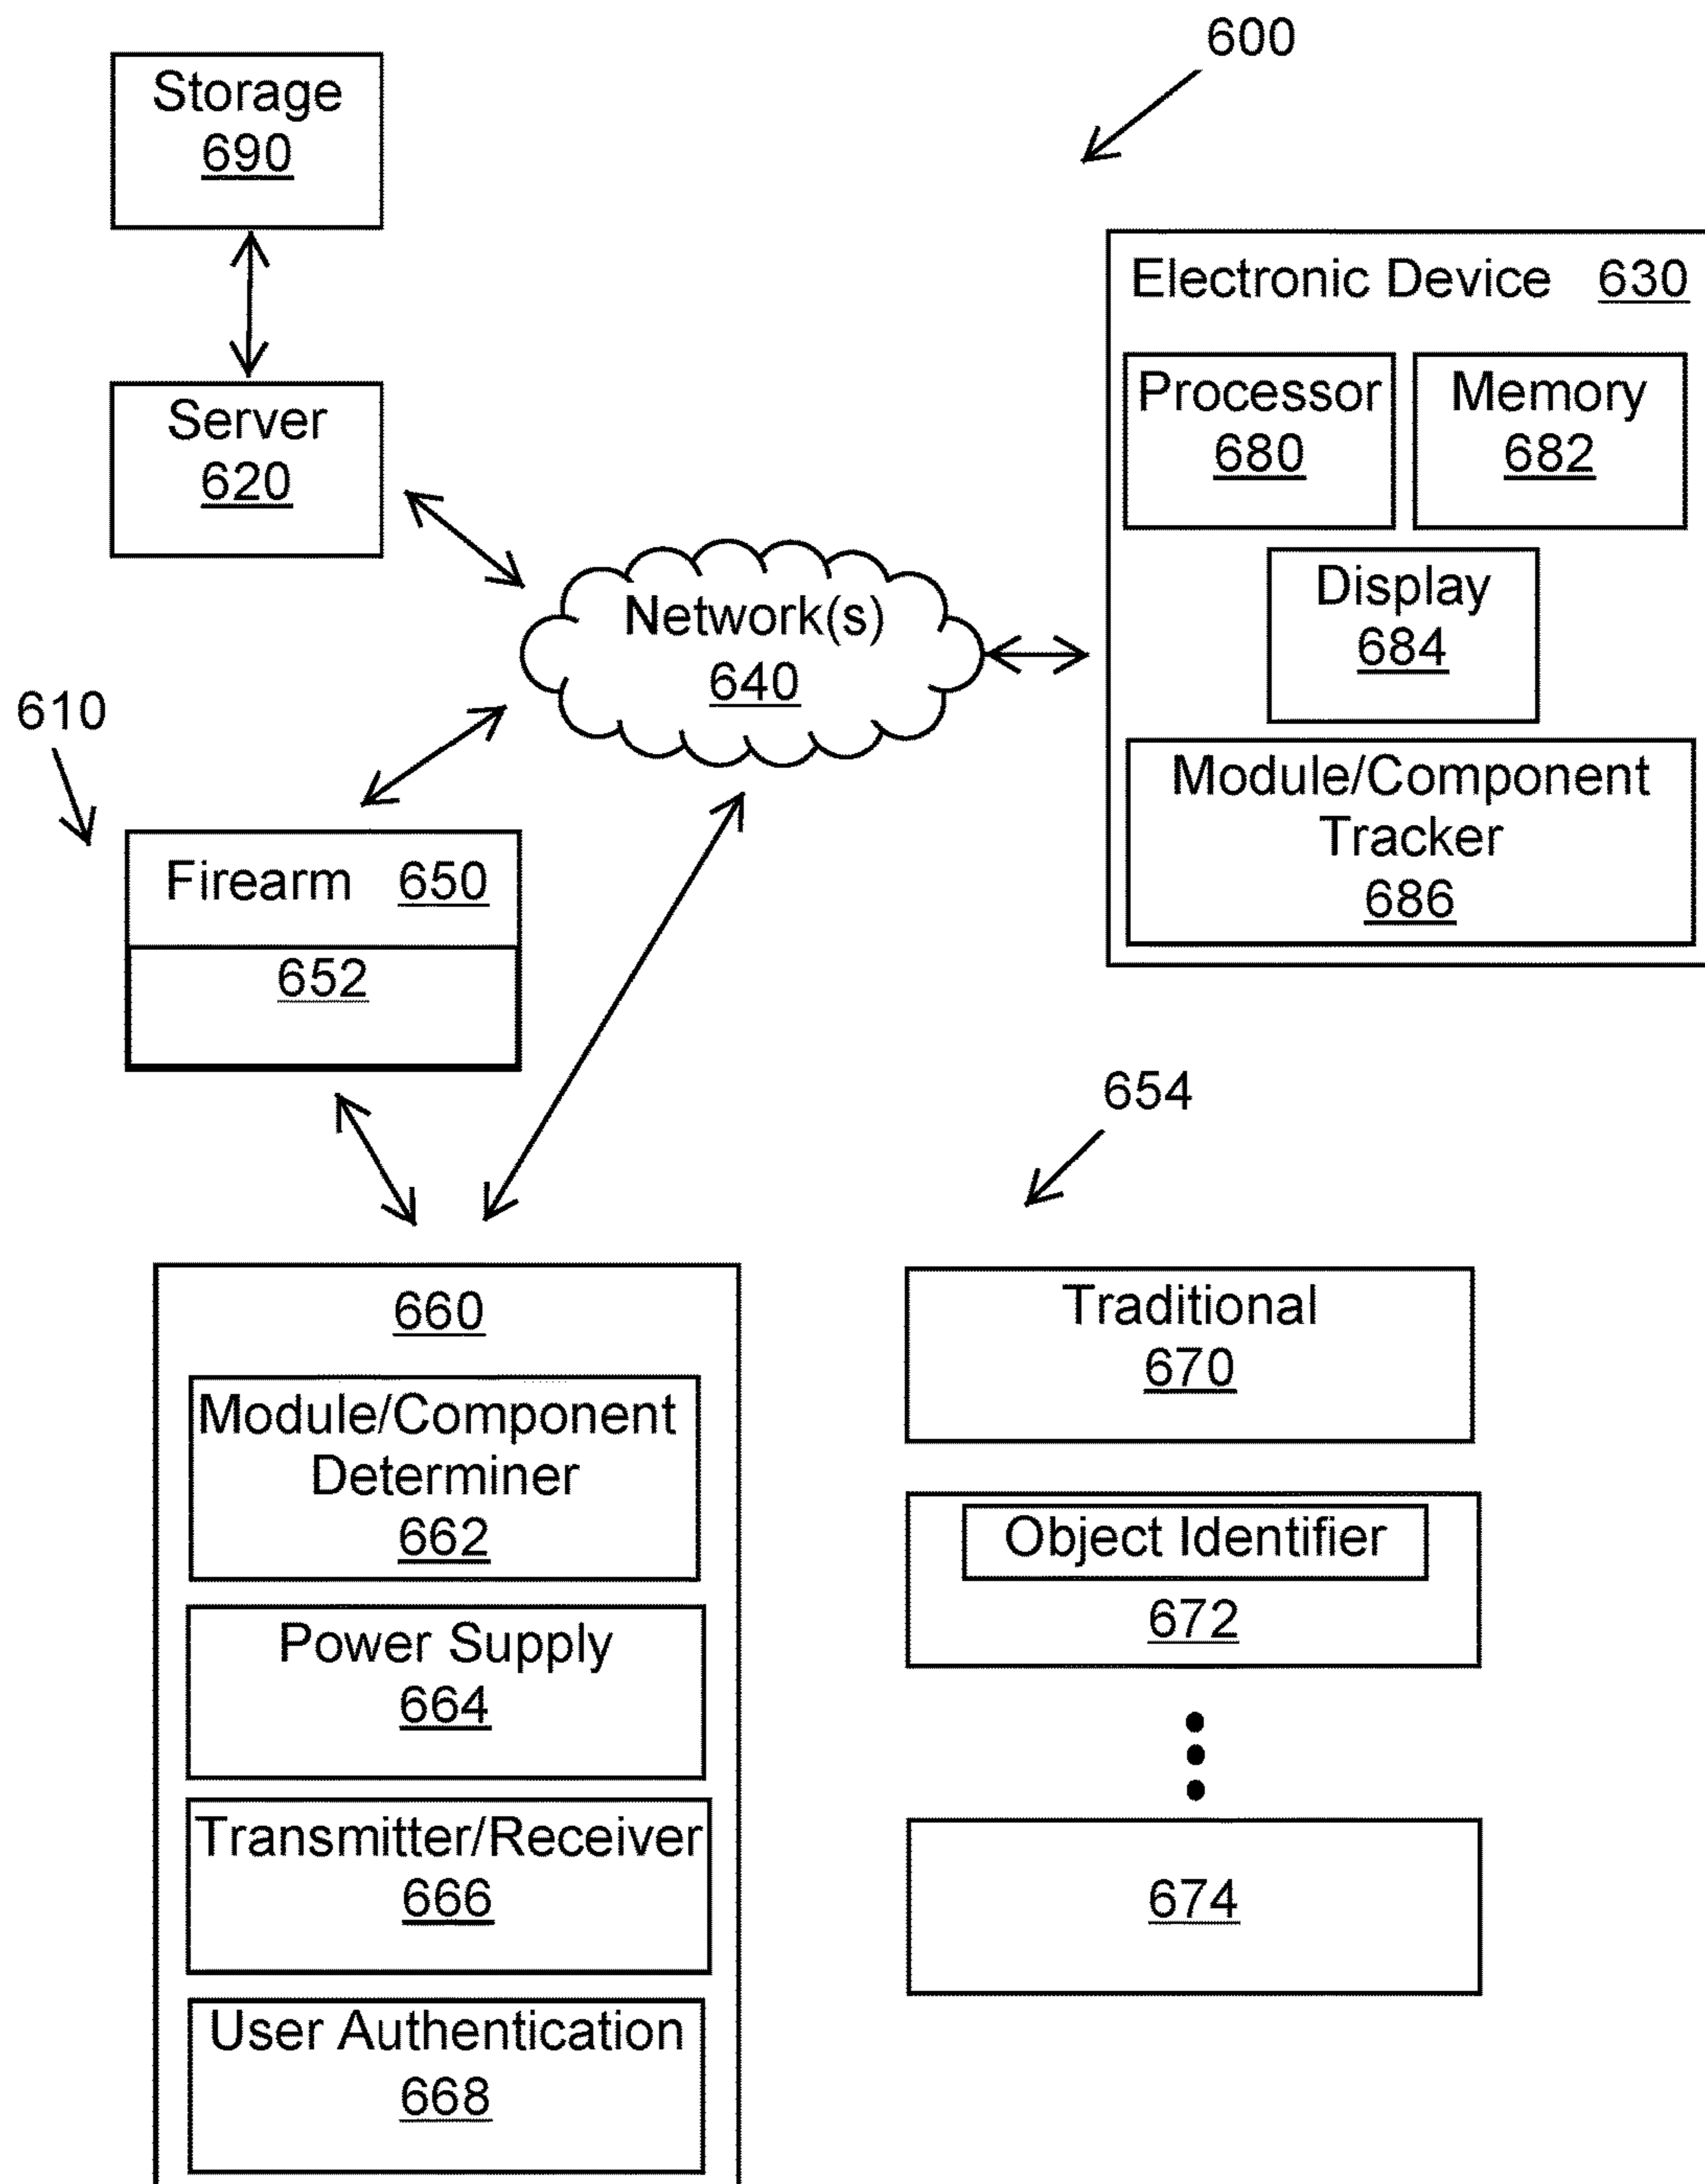 600
Storage
690
Server
620
Electronic Device 630
Processor
680
Memory
682
Display
684
Module/Component
Tracker
686
Network(s)
640
610
Firearm 650
652
654
660
Module/Component
Determiner
662
Power Supply
664
Transmitter/Receiver
666
User Authentication
668
Traditional
670
Object Identifier
672
674